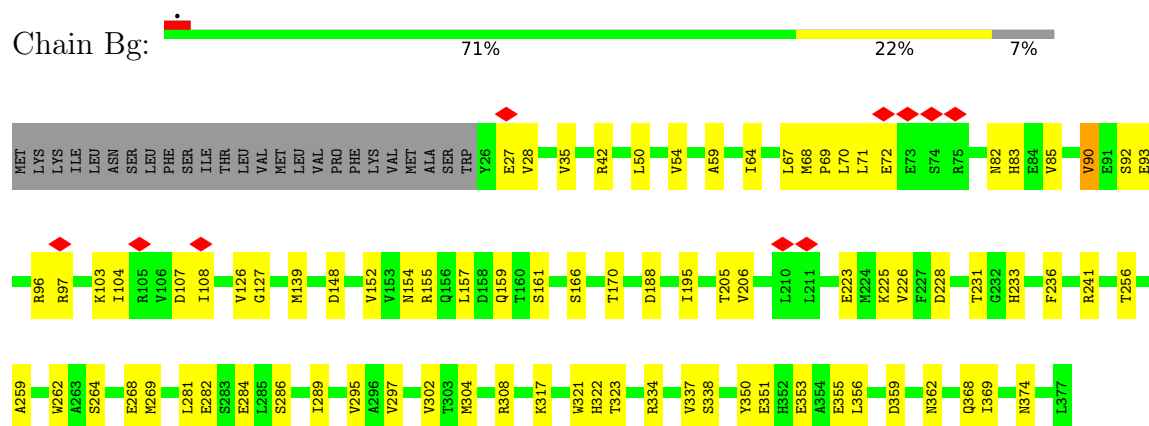 Chain Bg:
71% 22% 7%
MET LYS LYS ILE LEU ASN SER LEU PHE SER ILE THR LEU VAL MET LEU VAL PRO PHE LYS VAL MET ALA SER TRP Y26 E27 V28 V35 R42 L50 V54 A59 I64 L67 M68 P69 L70 L71 E72 E73 S74 R75 N82 H83 E84 V85 V90 E91 S92 E93
R96 R97 K103 I104 R105 V106 D107 I108 V126 G127 M139 D148 V152 V153 N154 R155 Q156 L157 D158 Q159 T160 S161 S166 T170 D188 I195 T205 V206 L210 L211 E223 M224 K225 V226 F227 D228 T231 G232 H233 F236 R241 T256
A259 W262 A263 S264 E268 M269 L281 E282 S283 E284 L285 S286 I289 V295 A296 V297 V302 T303 M304 R308 K317 W321 H322 T323 R334 V337 S338 Y350 E351 H352 E353 A354 E355 L356 D359 N362 Q368 I369 N374 L377